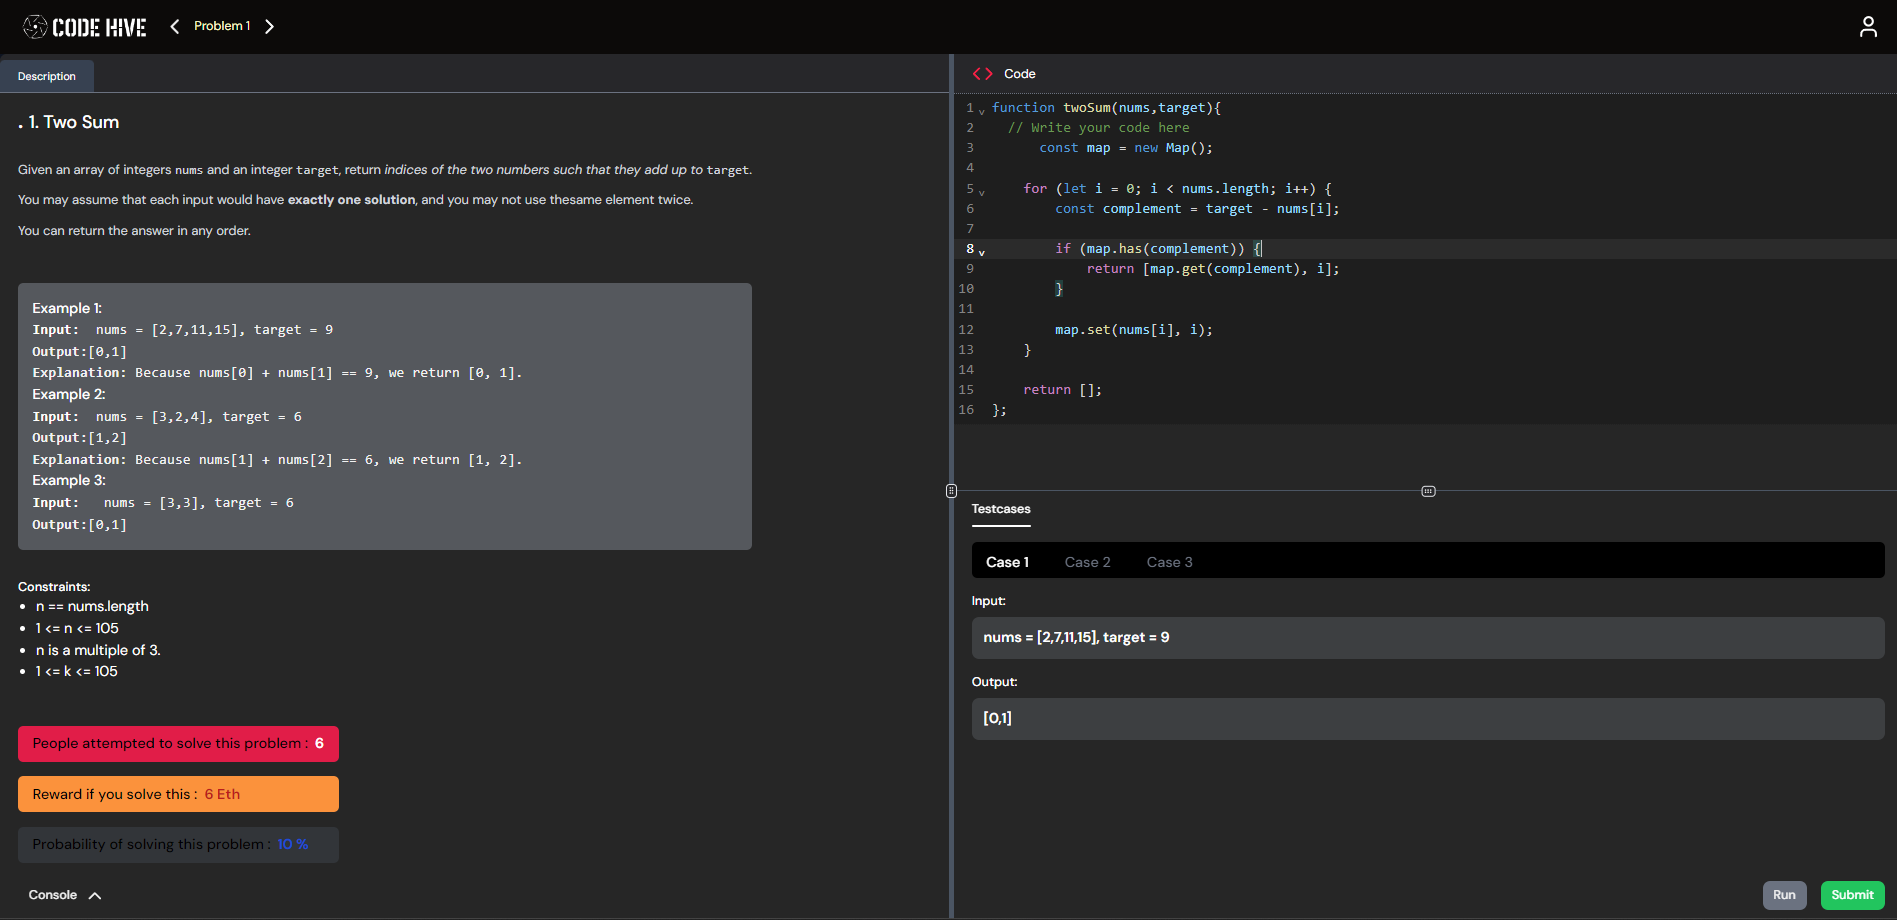 CODE HIVE
Problem 1
Description
. 1. Two Sum
Given an array of integers nums and an integer target, return indices of the two numbers such that they add up to target.
You may assume that each input would have exactly one solution, and you may not use thesame element twice.
You can return the answer in any order.
Example 1:
Input: nums = [2,7,11,15], target = 9
Output:[0,1]
Explanation: Because nums[0] + nums[1] == 9, we return [0, 1].
Example 2:
Input: nums = [3,2,4], target = 6
Output:[1,2]
Explanation: Because nums[1] + nums[2] == 6, we return [1, 2].
Example 3:
Input: nums = [3,3], target = 6
Output:[0,1]
Constraints:
• n == nums.length
• 1 <= n <= 105
• n is a multiple of 3.
• 1 <= k <= 105
People attempted to solve this problem : 6
Reward if you solve this : 6 Eth
Probability of solving this problem : 10 %
Console
<> Code
1 function twoSum(nums,target){
2 // Write your code here
3 const map = new Map();
4
5 for (let i = 0; i < nums.length; i++) {
6 const complement = target - nums[i];
7
8 if (map.has(complement)) {
9 return [map.get(complement), i];
10 }
11
12 map.set(nums[i], i);
13 }
14
15 return [];
16 };
Testcases
Case 1 Case 2 Case 3
Input:
nums = [2,7,11,15], target = 9
Output:
[0,1]
Run Submit